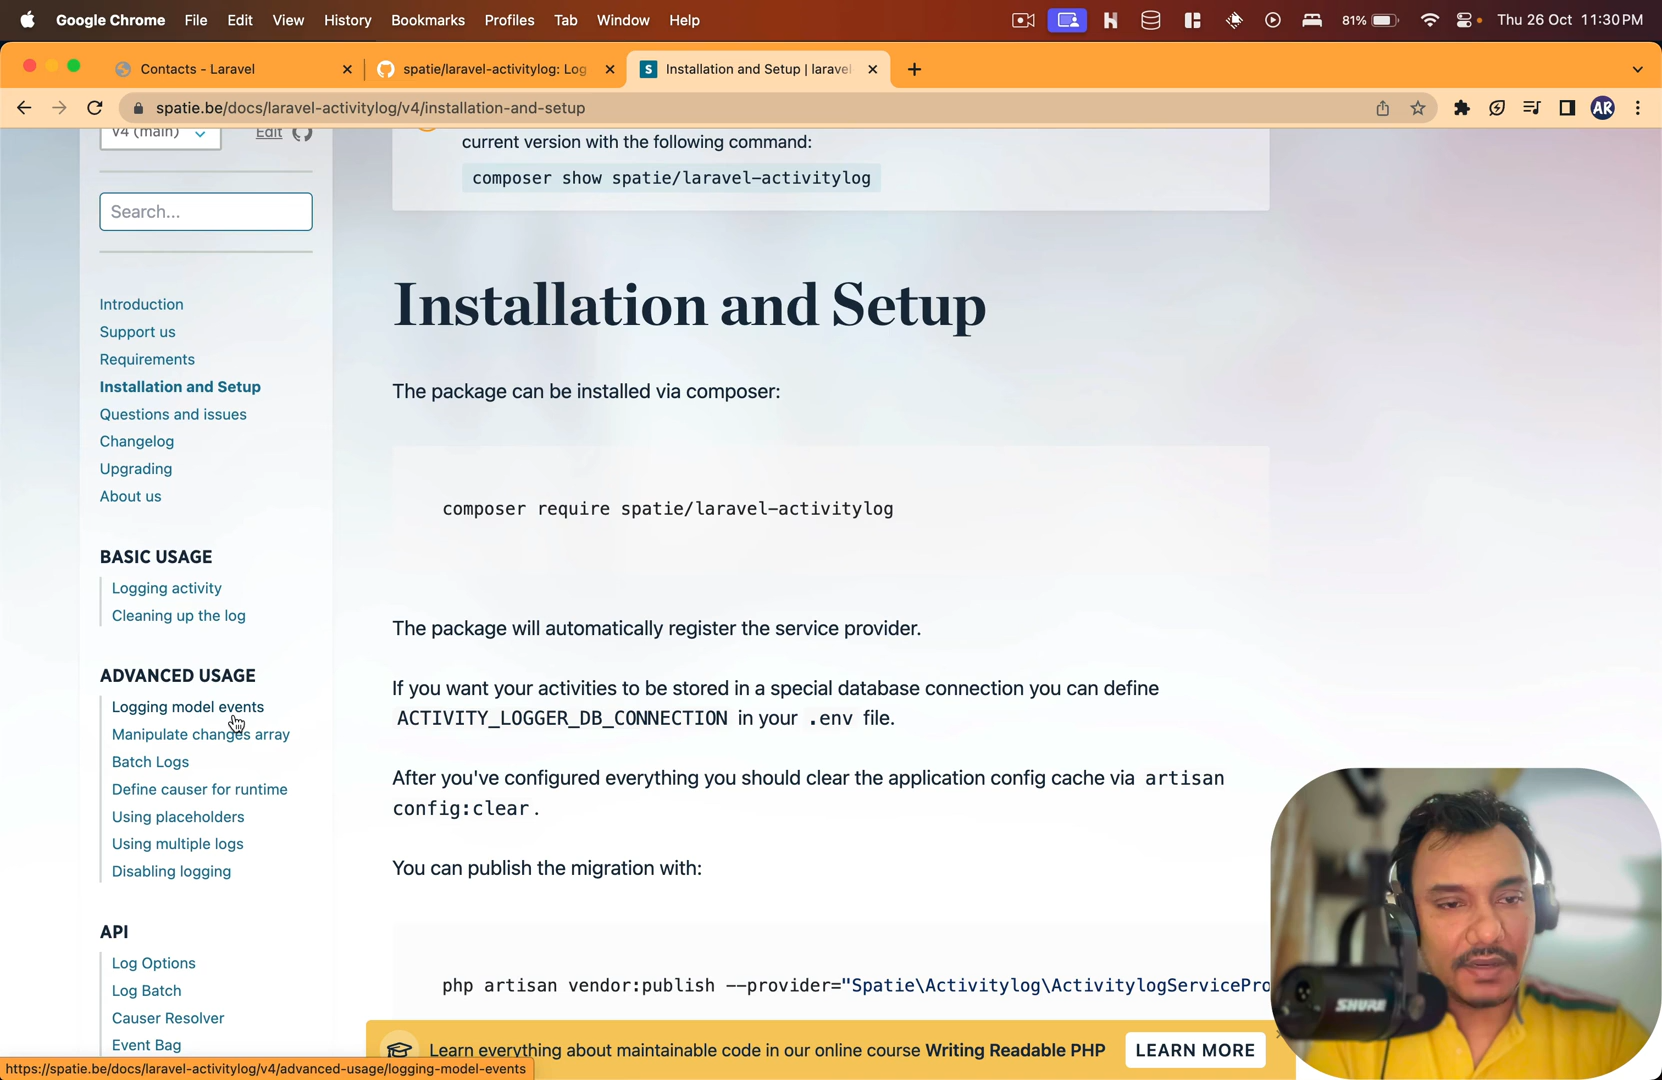 Google Chrome File Edit View History Bookmarks Profiles Tab Window Help 81% Thu 26 Oct 11:30 PM
Contacts - Laravel
spatie/laravel-activitylog: Log
S Installation and Setup | laravel
spatie.be/docs/laravel-activitylog/v4/installation-and-setup
AR
V4 (main)
Edit
Search...
Introduction
Support us
Requirements
Installation and Setup
Questions and issues
Changelog
Upgrading
About us
BASIC USAGE
Logging activity
Cleaning up the log
ADVANCED USAGE
Logging model events
Manipulate changes array
Batch Logs
Define causer for runtime
Using placeholders
Using multiple logs
Disabling logging
API
Log Options
Log Batch
Causer Resolver
Event Bag
current version with the following command:
composer show spatie/laravel-activitylog
Installation and Setup
The package can be installed via composer:
composer require spatie/laravel-activitylog
The package will automatically register the service provider.
If you want your activities to be stored in a special database connection you can define
ACTIVITY_LOGGER_DB_CONNECTION in your .env file.
After you've configured everything you should clear the application config cache via artisan
config:clear.
You can publish the migration with:
php artisan vendor:publish --provider="Spatie\Activitylog\ActivitylogServicePro
Learn everything about maintainable code in our online course Writing Readable PHP
LEARN MORE
https://spatie.be/docs/laravel-activitylog/v4/advanced-usage/logging-model-events
SHURE